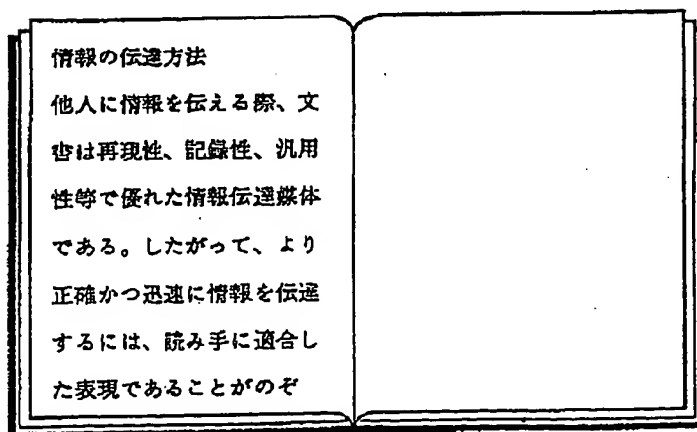 情報の伝達方法
他人に情報を伝える際、文
書は再現性、記録性、汎用
性等で優れた情報伝達媒体
である。したがって、より
正確かつ迅速に情報を伝達
するには、読み手に適合し
た表現であることがのぞ